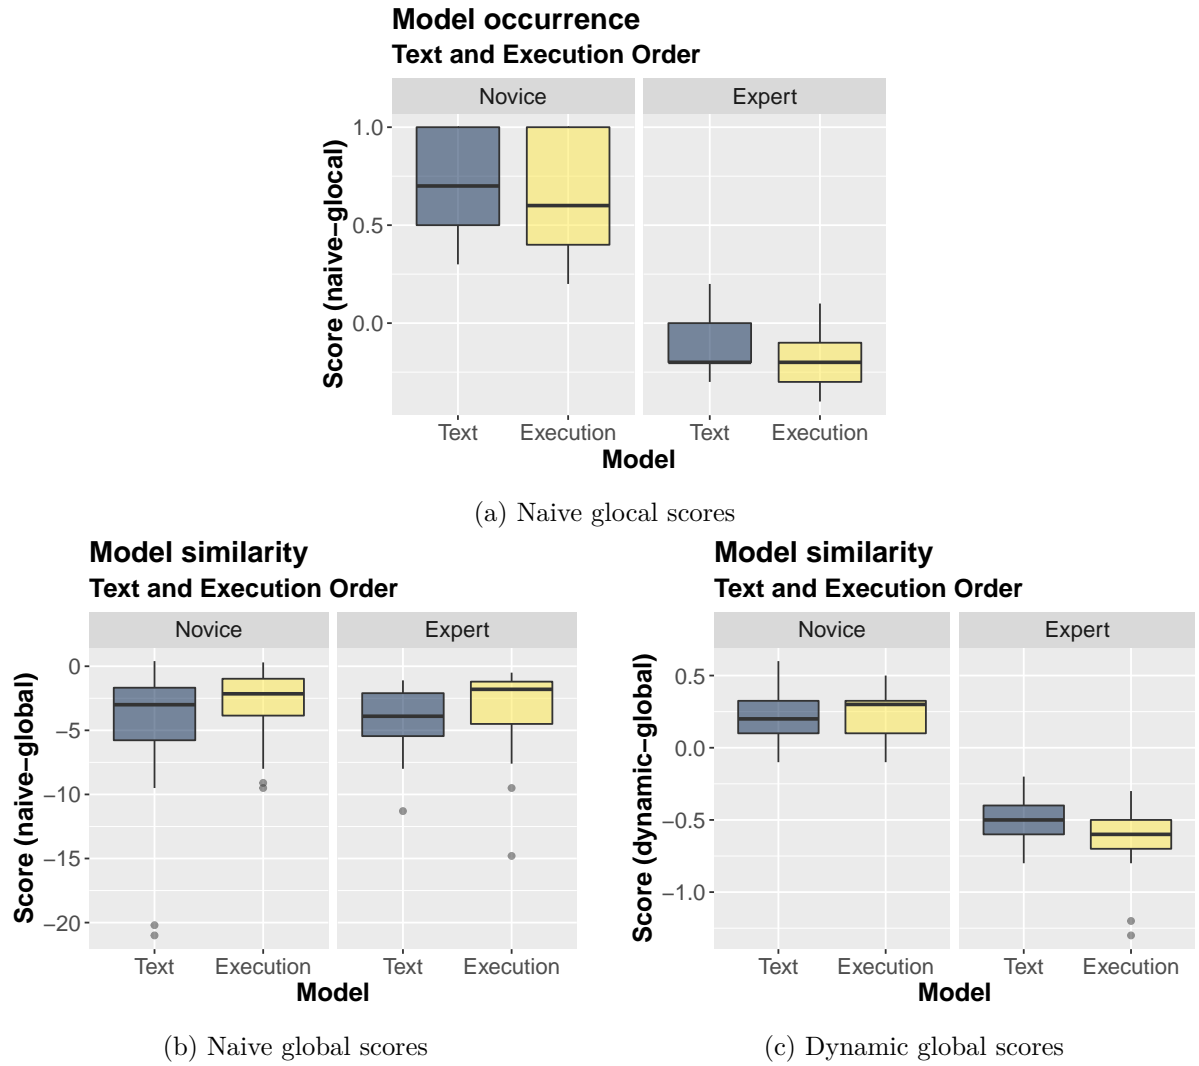 Model occurrence
Text and Execution Order
Novice Expert
Score (naive−glocal)
1.0
0.5
0.0
Text Execution Text Execution
Model
(a) Naive glocal scores
Model similarity
Text and Execution Order
Novice Expert
Score (naive−global)
0
−5
−10
−15
−20
Text Execution Text Execution
Model
(b) Naive global scores
Model similarity
Text and Execution Order
Novice Expert
Score (dynamic−global)
0.5
0.0
−0.5
−1.0
Text Execution Text Execution
Model
(c) Dynamic global scores